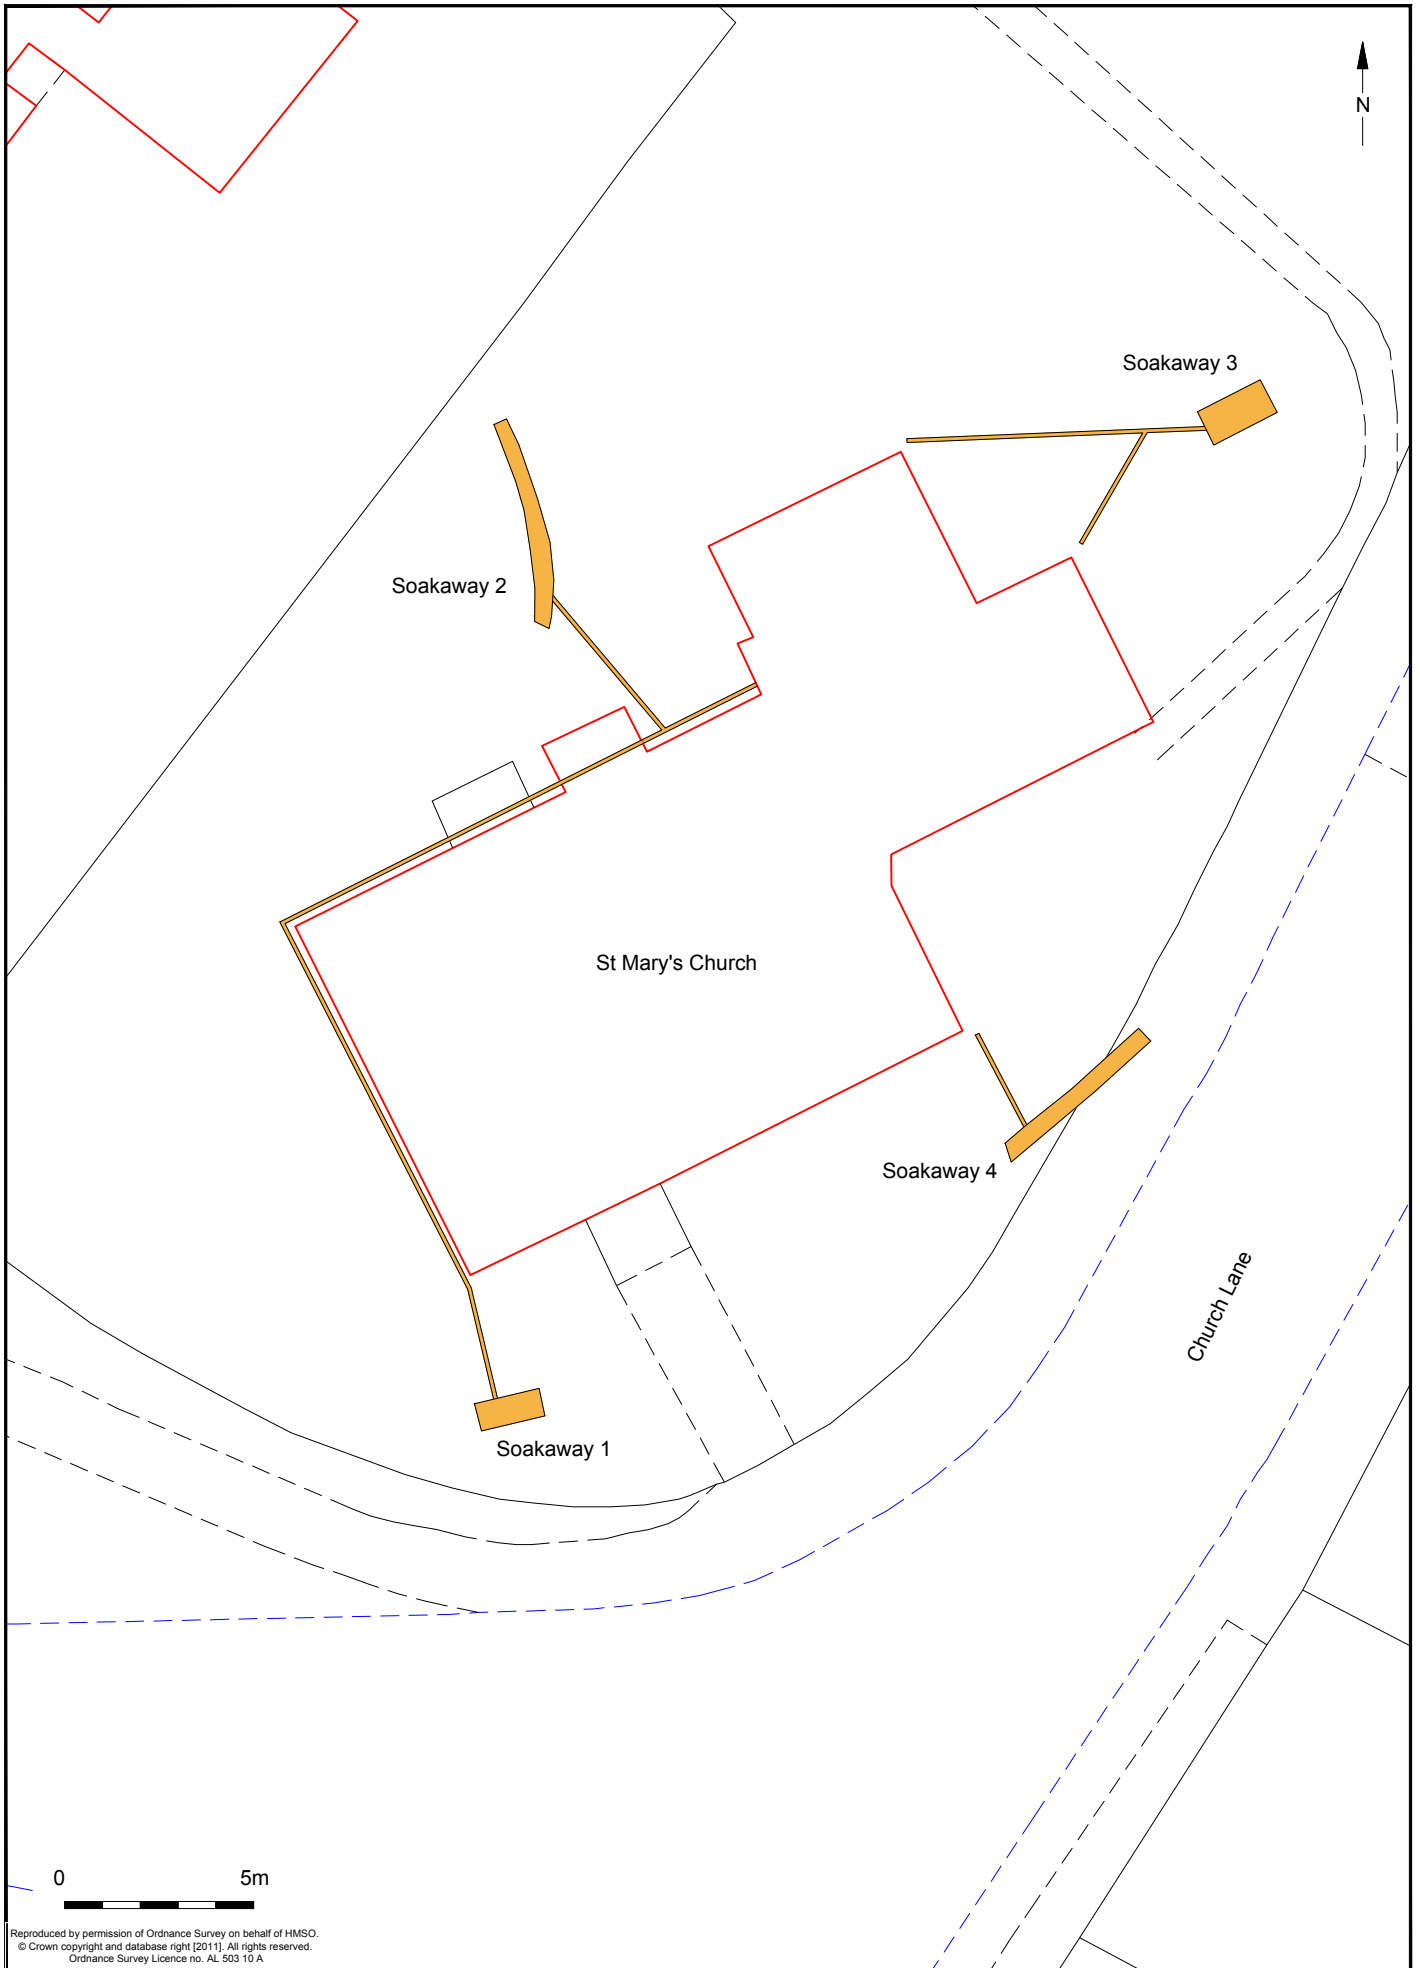 N
Soakaway 3
Soakaway 2
St Mary's Church
Soakaway 4
Church Lane
Soakaway 1
0 5m
Reproduced by permission of Ordnance Survey on behalf of HMSO.
© Crown copyright and database right [2011]. All rights reserved.
Ordnance Survey Licence no. AL 503 10 A